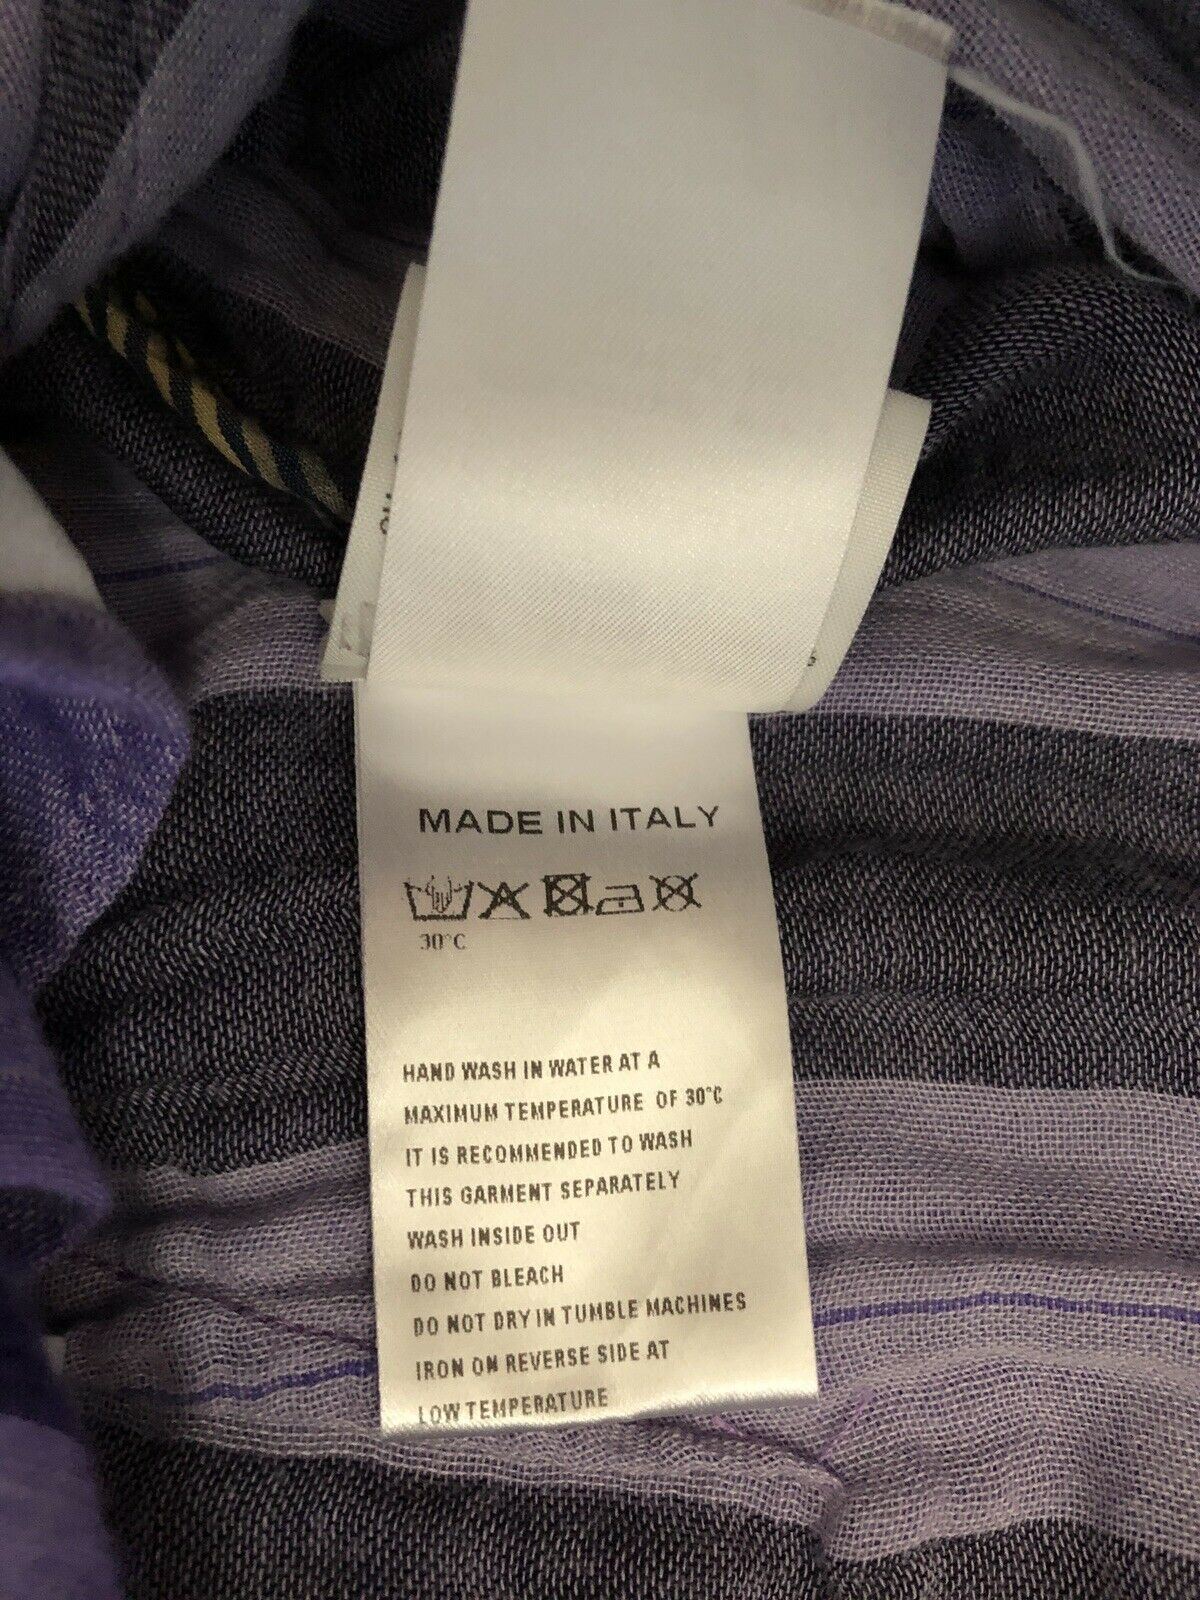 MADE IN ITALY
30°C
HAND WASH IN WATER AT A
MAXIMUM TEMPERATURE OF 30°C
IT IS RECOMMENDED TO WASH
THIS GARMENT SEPARATELY
WASH INSIDE OUT
DO NOT BLEACH
DO NOT DRY IN TUMBLE MACHINES
IRON ON REVERSE SIDE AT
LOW TEMPERATURE